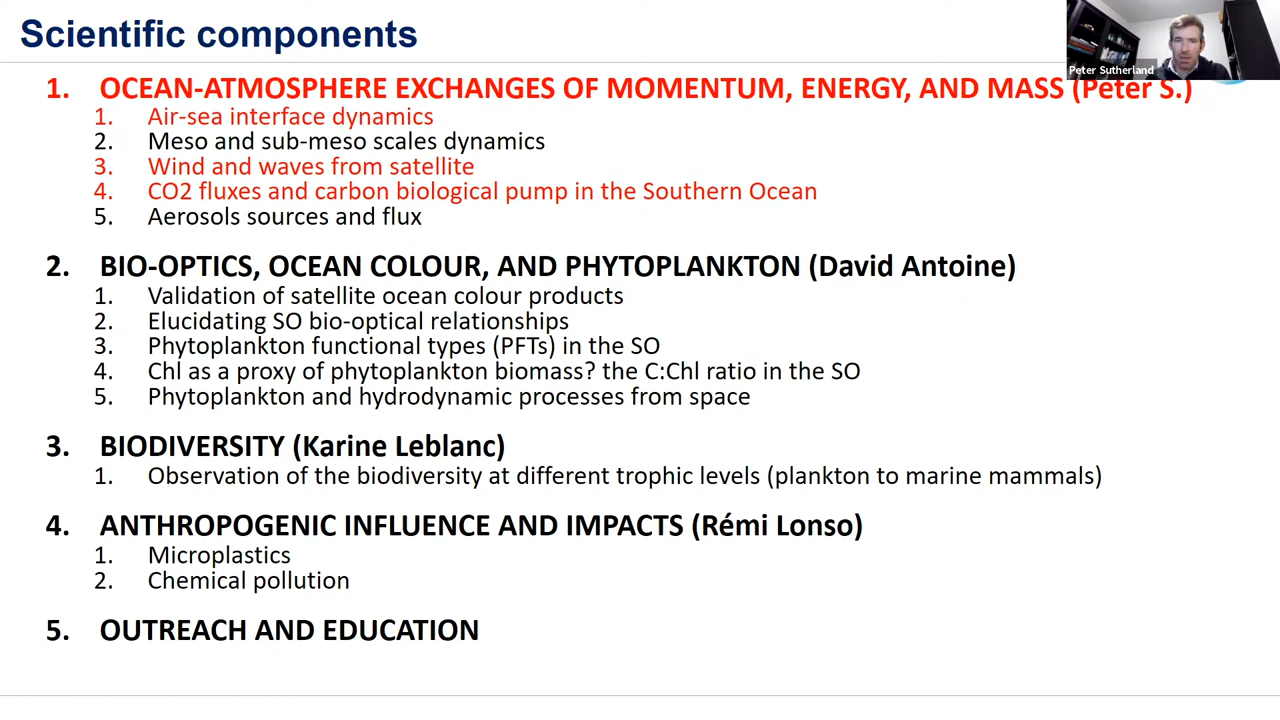 Scientific components
Peter Sutherland
1. OCEAN-ATMOSPHERE EXCHANGES OF MOMENTUM, ENERGY, AND MASS (Peter S.)
1. Air-sea interface dynamics
2. Meso and sub-meso scales dynamics
3. Wind and waves from satellite
4. CO2 fluxes and carbon biological pump in the Southern Ocean
5. Aerosols sources and flux
2. BIO-OPTICS, OCEAN COLOUR, AND PHYTOPLANKTON (David Antoine)
1. Validation of satellite ocean colour products
2. Elucidating SO bio-optical relationships
3. Phytoplankton functional types (PFTs) in the SO
4. Chl as a proxy of phytoplankton biomass? the C:Chl ratio in the SO
5. Phytoplankton and hydrodynamic processes from space
3. BIODIVERSITY (Karine Leblanc)
1. Observation of the biodiversity at different trophic levels (plankton to marine mammals)
4. ANTHROPOGENIC INFLUENCE AND IMPACTS (Rémi Lonso)
1. Microplastics
2. Chemical pollution
5. OUTREACH AND EDUCATION